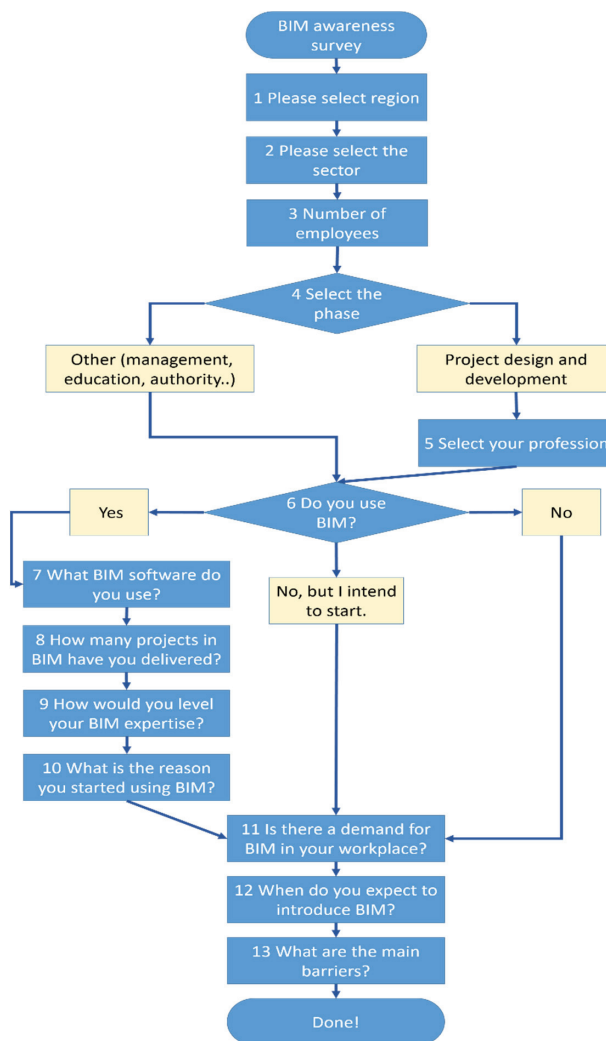 BIM awareness
survey
1 Please select region
2 Please select the
sector
3 Number of
employees
4 Select the
phase
Other (management,
education, authority..)
Project design and
development
5 Select your profession
6 Do you use
BIM?
Yes
No
7 What BIM software do
you use?
No, but I intend
to start.
8 How many projects in
BIM have you delivered?
9 How would you level
your BIM expertise?
10 What is the reason
you started using BIM?
11 Is there a demand for
BIM in your workplace?
12 When do you expect to
introduce BIM?
13 What are the main
barriers?
Done!